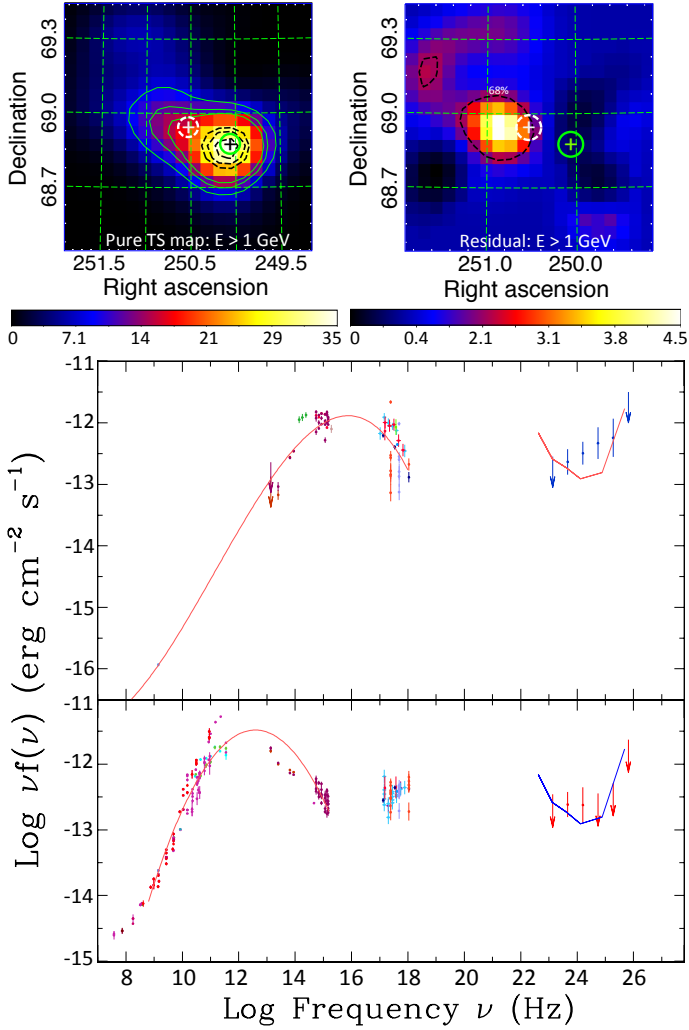 69.3
69.0
68.7
Declination
Pure TS map: E > 1 GeV
251.5 250.5 249.5
Right ascension
0 7.1 14 21 29 35
69.3
69.0
68.7
Declination
68%
Residual: E > 1 GeV
251.0 250.0
Right ascension
0 0.4 1.2 2.1 3.1 4.5
-11
-12
-13
-14
-15
-16
-11
-12
-13
-14
-15
Log νf(ν) (erg cm⁻² s⁻¹)
8 10 12 14 16 18 20 22 24 26
Log Frequency ν (Hz)